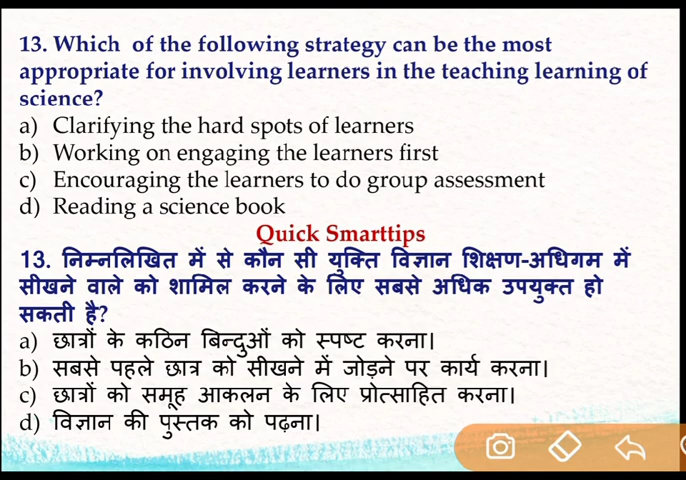 13. Which of the following strategy can be the most
appropriate for involving learners in the teaching learning of
science?
a) Clarifying the hard spots of learners
b) Working on engaging the learners first
c) Encouraging the learners to do group assessment
d) Reading a science book
Quick Smarttips
13. निम्नलिखित में से कौन सी युक्ति विज्ञान शिक्षण-अधिगम में
सीखने वाले को शामिल करने के लिए सबसे अधिक उपयुक्त हो
सकती है?
a) छात्रों के कठिन बिन्दुओं को स्पष्ट करना।
b) सबसे पहले छात्र को सीखने में जोड़ने पर कार्य करना।
c) छात्रों को समूह आकलन के लिए प्रोत्साहित करना।
d) विज्ञान की पुस्तक को पढ़ना।